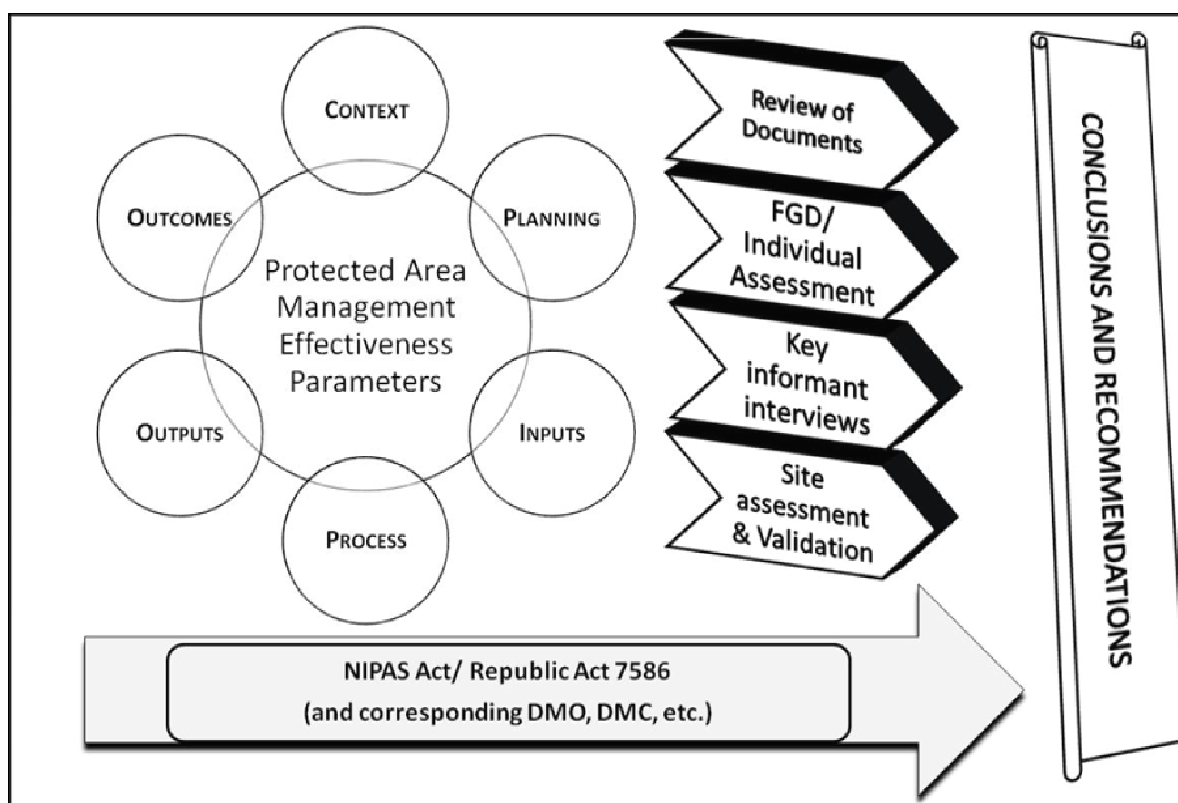 CONTEXT
OUTCOMES
PLANNING
Protected Area
Management
Effectiveness
Parameters
OUTPUTS
INPUTS
PROCESS
Review of
Documents
FGD/
Individual
Assessment
Key
informant
interviews
Site
assessment
& Validation
CONCLUSIONS AND RECOMMENDATIONS
NIPAS Act/ Republic Act 7586
(and corresponding DMO, DMC, etc.)